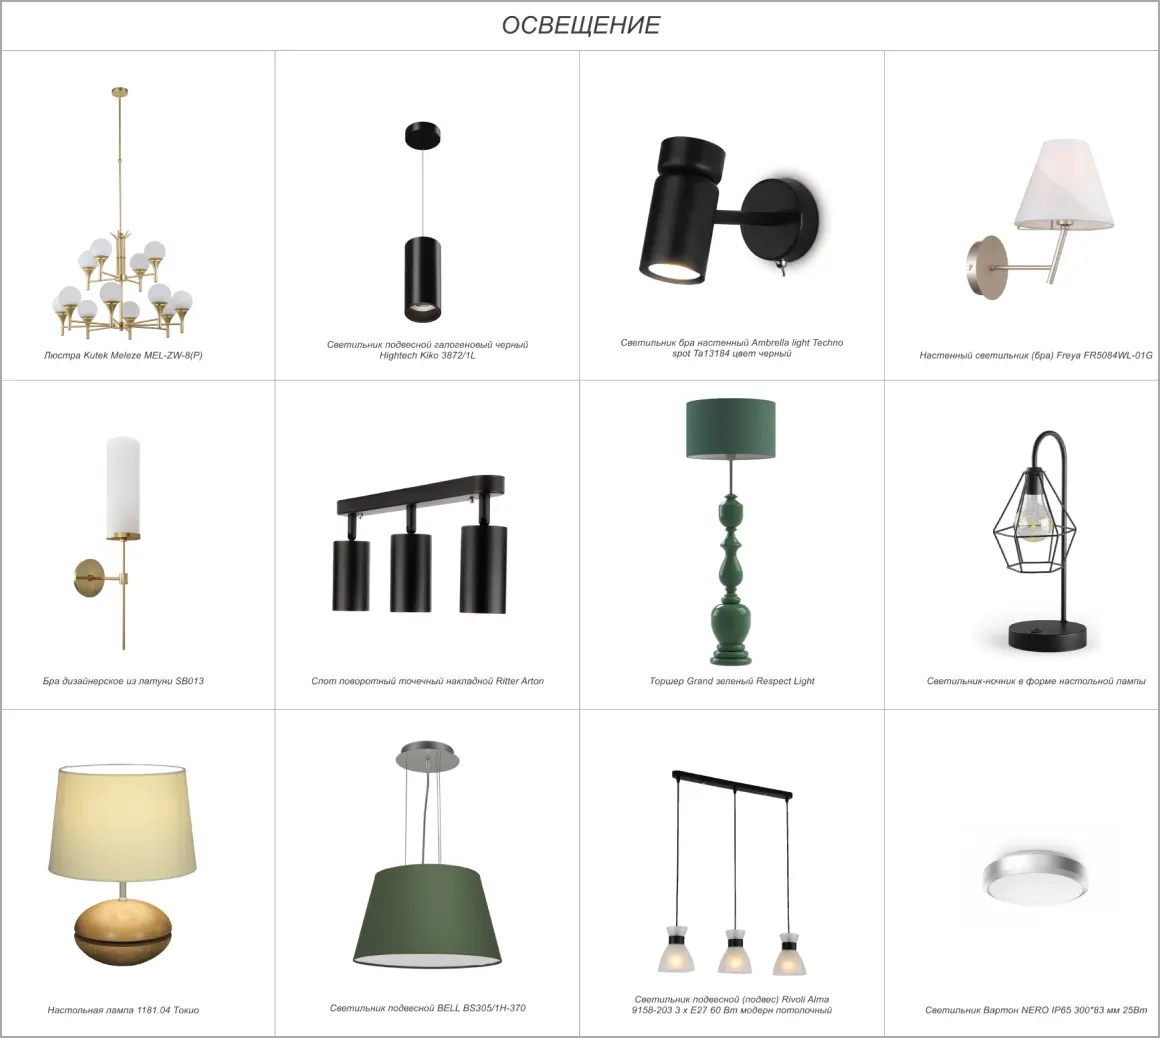 ОСВЕЩЕНИЕ
Люстра Kutek Meleze MEL-ZW-8(P)
Светильник подвесной галогеновый черный
Hightech Kiko 3872/1L
Светильник бра настенный Ambrella light Techno
spot Ta13184 цвет черный
Настенный светильник (бра) Freya FR5084WL-01G
Бра дизайнерское из латуни SB013
Спот поворотный точечный накладной Ritter Arton
Торшер Grand зеленый Respect Light
Светильник-ночник в форме настольной лампы
Настольная лампа 1181.04 Токио
Светильник подвесной BELL BS305/1H-370
Светильник подвесной (подвес) Rivoli Alma
9158-203 3 х E27 60 Вт модерн потолочный
Светильник Вартон NERO IP65 300*83 мм 25Вт